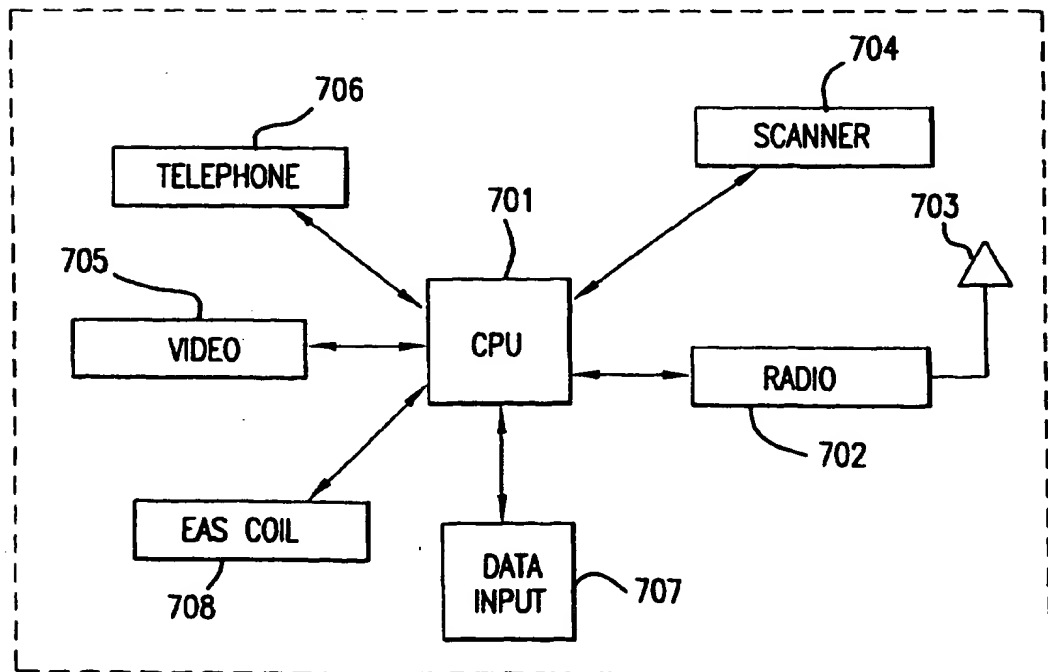 704
706
SCANNER
TELEPHONE
701
703
705
CPU
VIDEO
RADIO
702
EAS COIL
708
DATA
INPUT
707